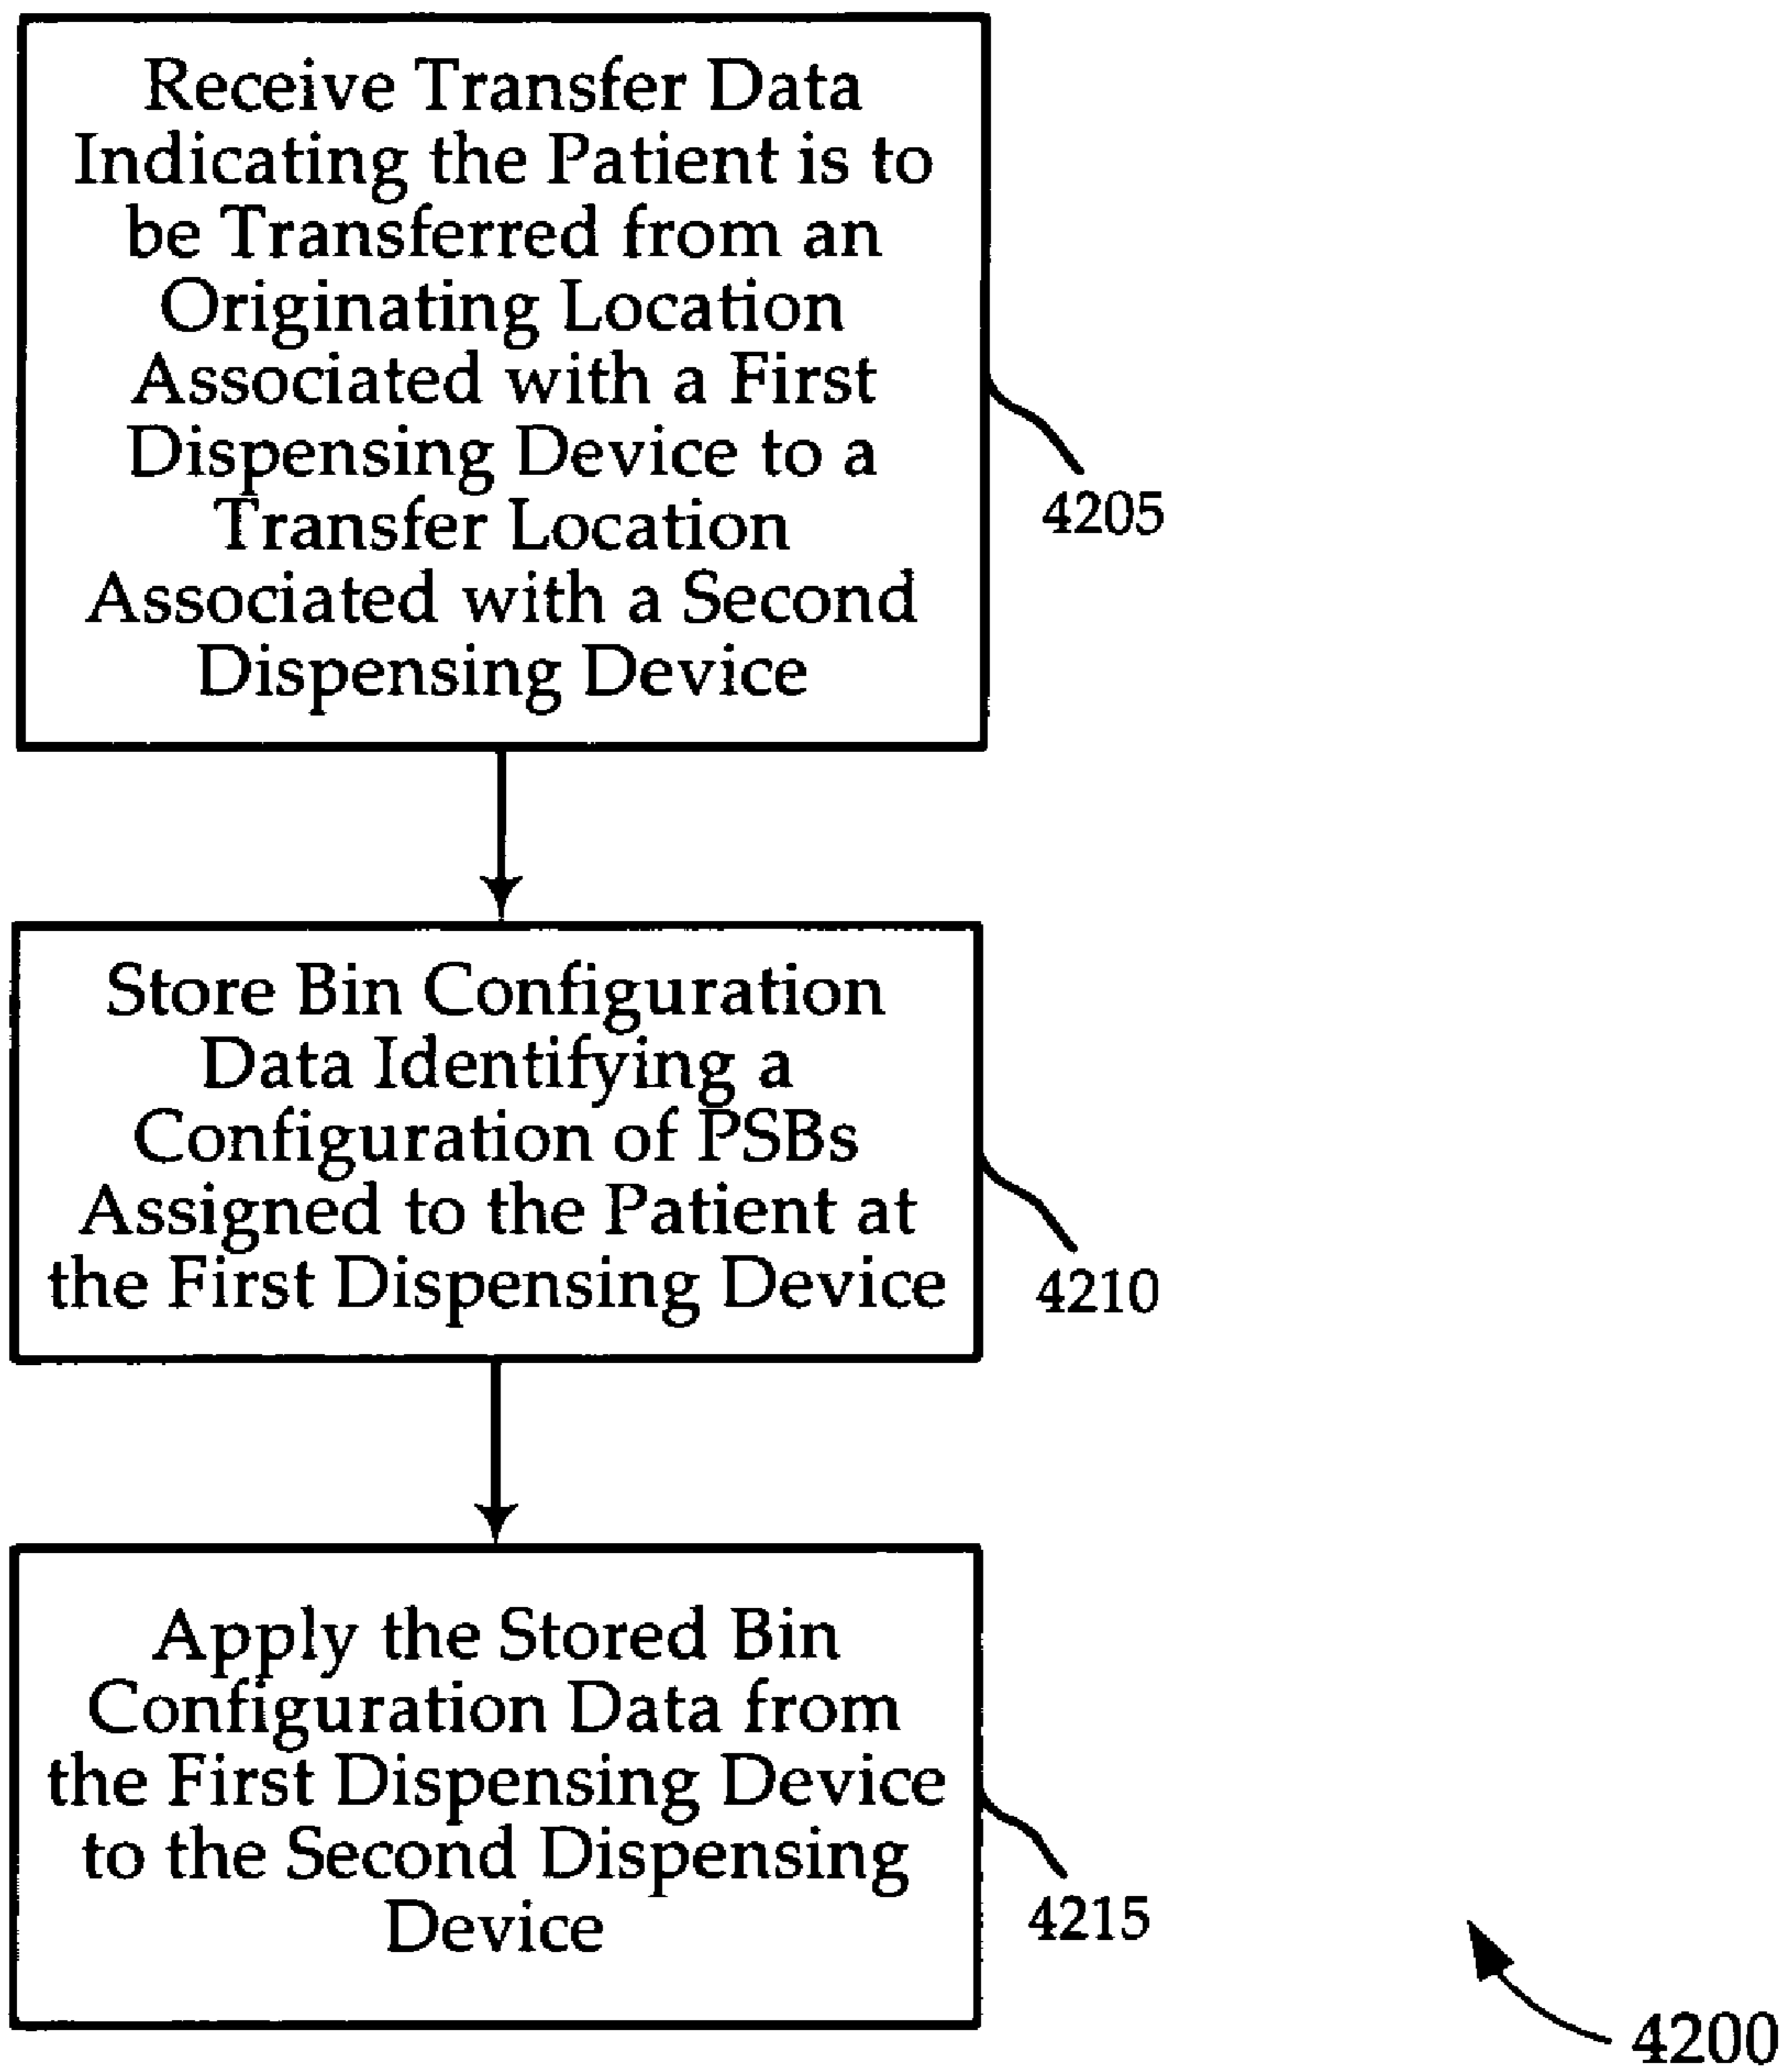 Receive Transfer Data
Indicating the Patient is to
be Transferred from an
Originating Location
Associated with a First
Dispensing Device to a
Transfer Location
Associated with a Second
Dispensing Device
4205
Store Bin Configuration
Data Identifying a
Configuration of PSBs
Assigned to the Patient at
the First Dispensing Device
4210
Apply the Stored Bin
Configuration Data from
the First Dispensing Device
to the Second Dispensing
Device
4215
4200